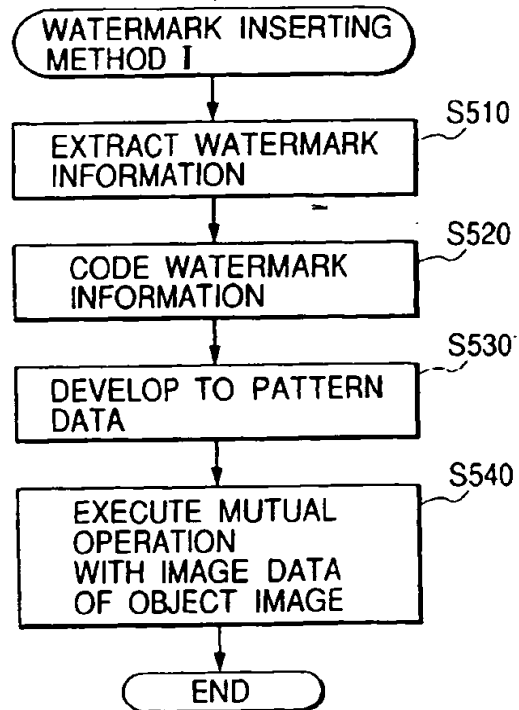 WATERMARK INSERTING
METHOD I
S510
EXTRACT WATERMARK
INFORMATION
S520
CODE WATERMARK
INFORMATION
S530
DEVELOP TO PATTERN
DATA
S540
EXECUTE MUTUAL
OPERATION
WITH IMAGE DATA
OF OBJECT IMAGE
END